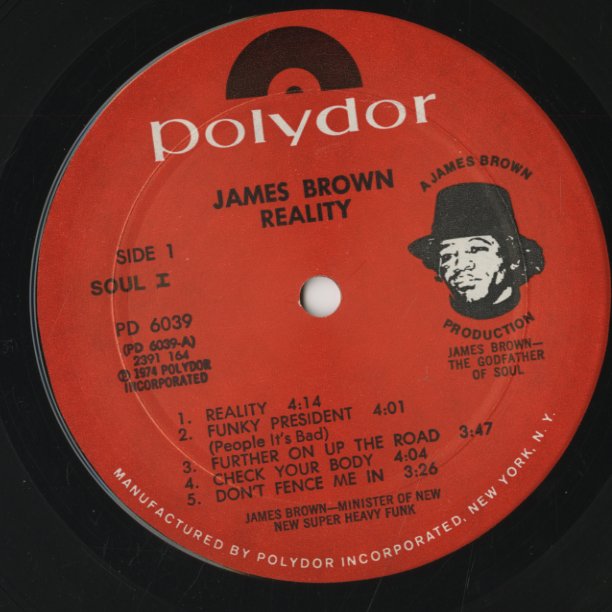 polydor
JAMES BROWN
REALITY
A JAMES BROWN
PRODUCTION
JAMES BROWN—
THE GODFATHER
OF SOUL
SIDE 1
SOUL I
PD 6039
(PD 6039-A)
2391 164
℗ 1974 POLYDOR
INCORPORATED
1. REALITY 4:14
2. FUNKY PRESIDENT 4:01
(People It's Bad)
3. FURTHER ON UP THE ROAD 3:47
4. CHECK YOUR BODY 4:04
5. DON'T FENCE ME IN 3:26
JAMES BROWN—MINISTER OF NEW
NEW SUPER HEAVY FUNK
MANUFACTURED BY POLYDOR INCORPORATED, NEW YORK, N.Y.